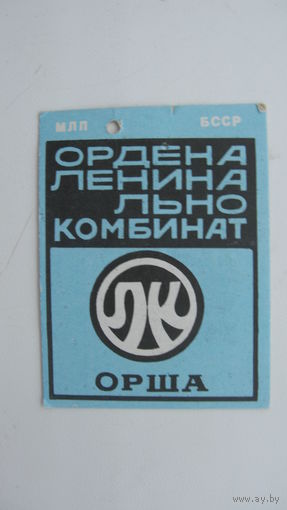 МЛП БССР
ОРДЕНА
ЛЕНИНА
ЛЬНО
КОМБИНАТ
ЛК
ОРША
www.ay.by